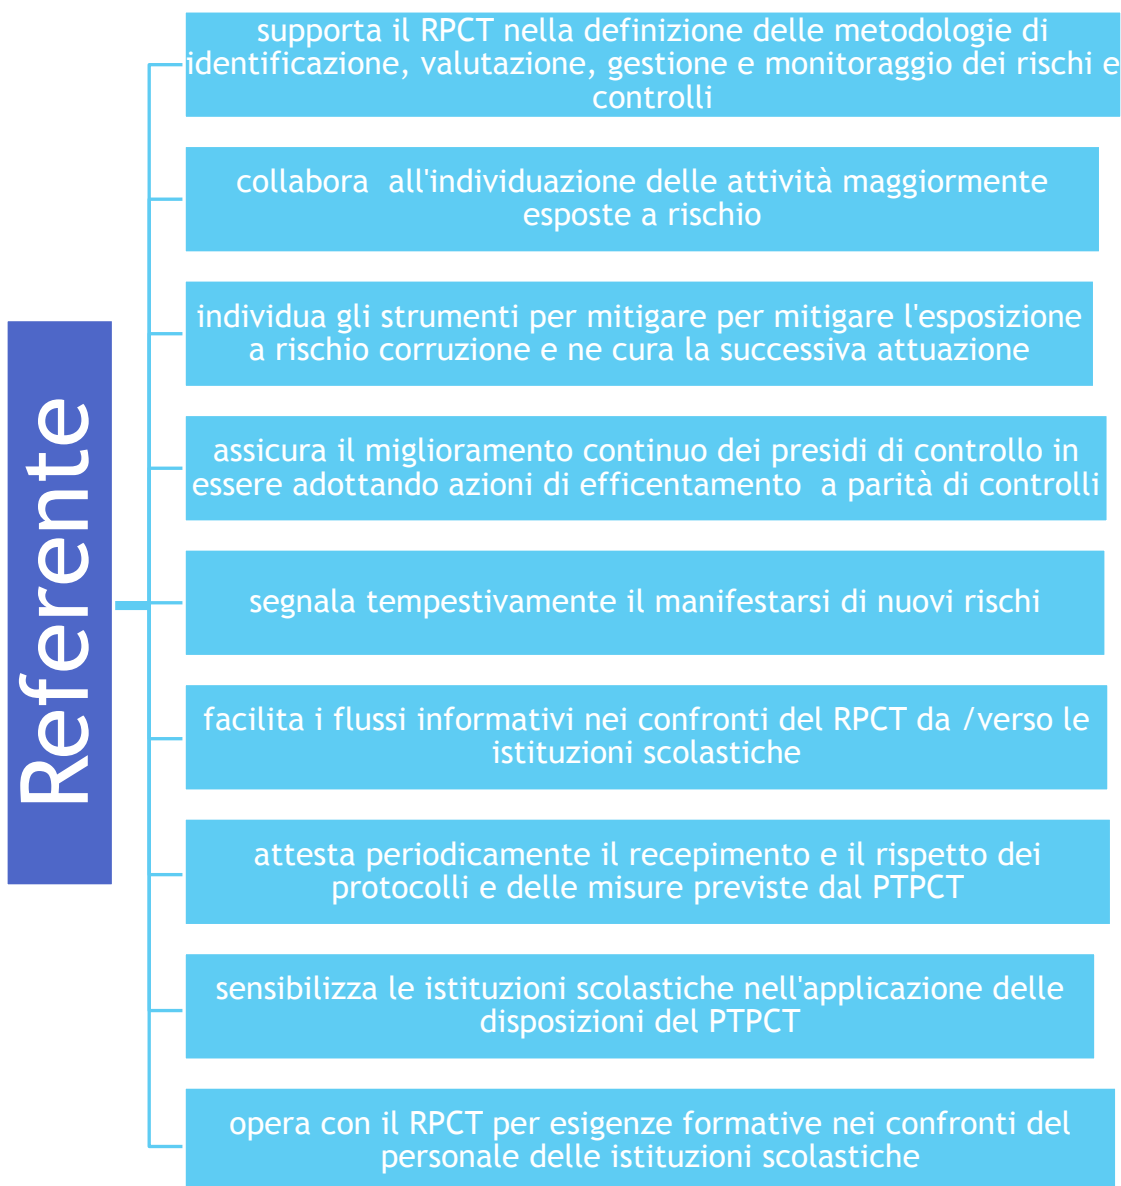 Referente
supporta il RPCT nella definizione delle metodologie di
identificazione, valutazione, gestione e monitoraggio dei rischi e
controlli
collabora  all'individuazione delle attività maggiormente
esposte a rischio
individua gli strumenti per mitigare per mitigare l'esposizione
a rischio corruzione e ne cura la successiva attuazione
assicura il miglioramento continuo dei presidi di controllo in
essere adottando azioni di efficentamento  a parità di controlli
segnala tempestivamente il manifestarsi di nuovi rischi
facilita i flussi informativi nei confronti del RPCT da /verso le
istituzioni scolastiche
attesta periodicamente il recepimento e il rispetto dei
protocolli e delle misure previste dal PTPCT
sensibilizza le istituzioni scolastiche nell'applicazione delle
disposizioni del PTPCT
opera con il RPCT per esigenze formative nei confronti del
personale delle istituzioni scolastiche